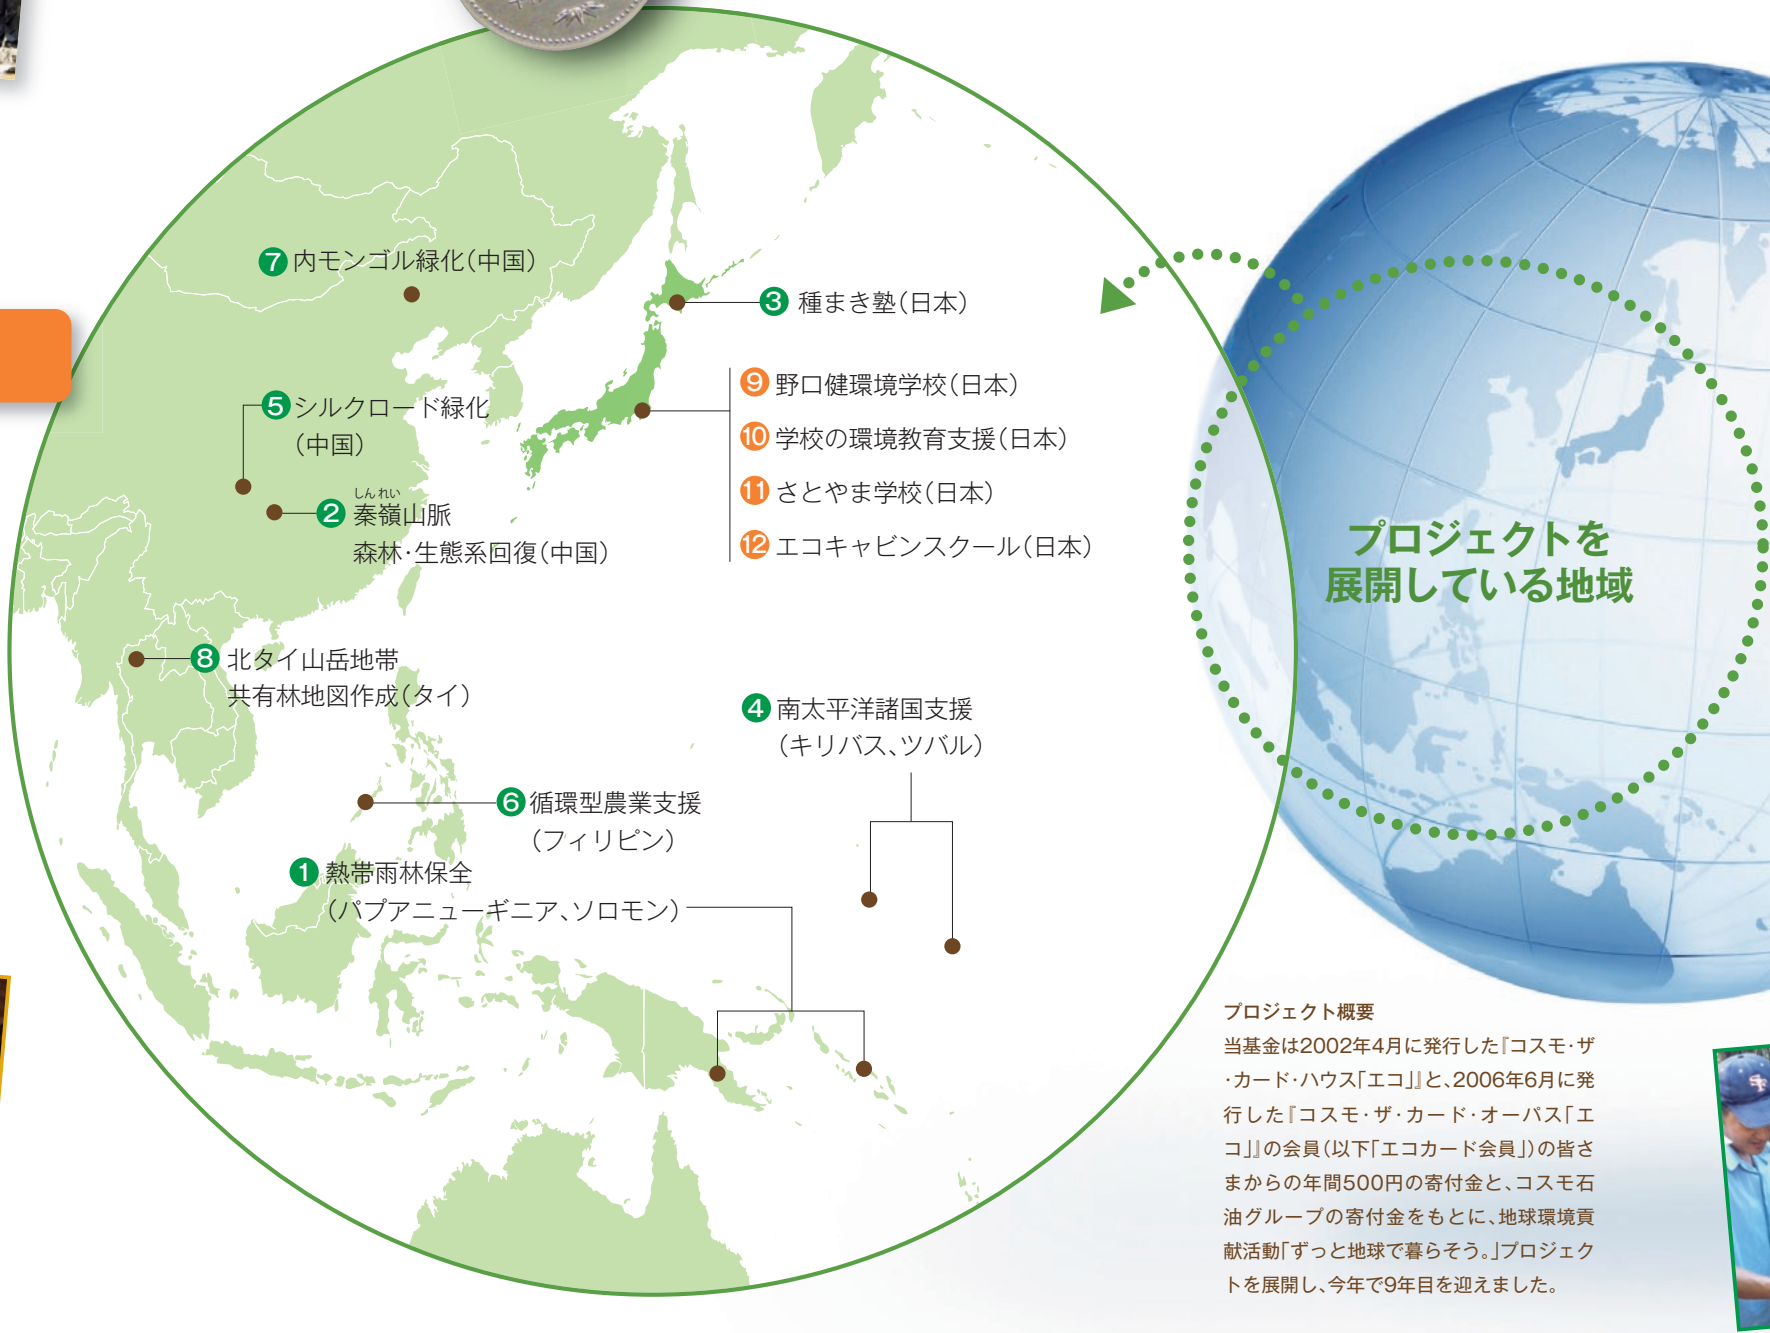 ⑦内モンゴル緑化(中国)
③ 種まき塾(日本)
⑨野口健環境学校(日本)
⑩学校の環境教育支援(日本)
⑪さとやま学校(日本)
⑫エコキャビンスクール(日本)
⑤シルクロード緑化
(中国)
しんれい
②秦嶺山脈
森林・生態系回復(中国)
⑧北タイ山岳地帯
共有林地図作成(タイ)
④南太平洋諸国支援
(キリバス、ツバル)
⑥循環型農業支援
(フィリピン)
①熱帯雨林保全
(パプアニューギニア、ソロモン)
プロジェクトを
展開している地域
プロジェクト概要
当基金は2002年4月に発行した『コスモ・ザ
・カード・ハウス「エコ」』と、2006年6月に発
行した『コスモ・ザ・カード・オーパス「エ
コ」』の会員(以下「エコカード会員」)の皆さ
まからの年間500円の寄付金と、コスモ石
油グループの寄付金をもとに、地球環境貢
献活動「ずっと地球で暮らそう。」プロジェク
トを展開し、今年で9年目を迎えました。